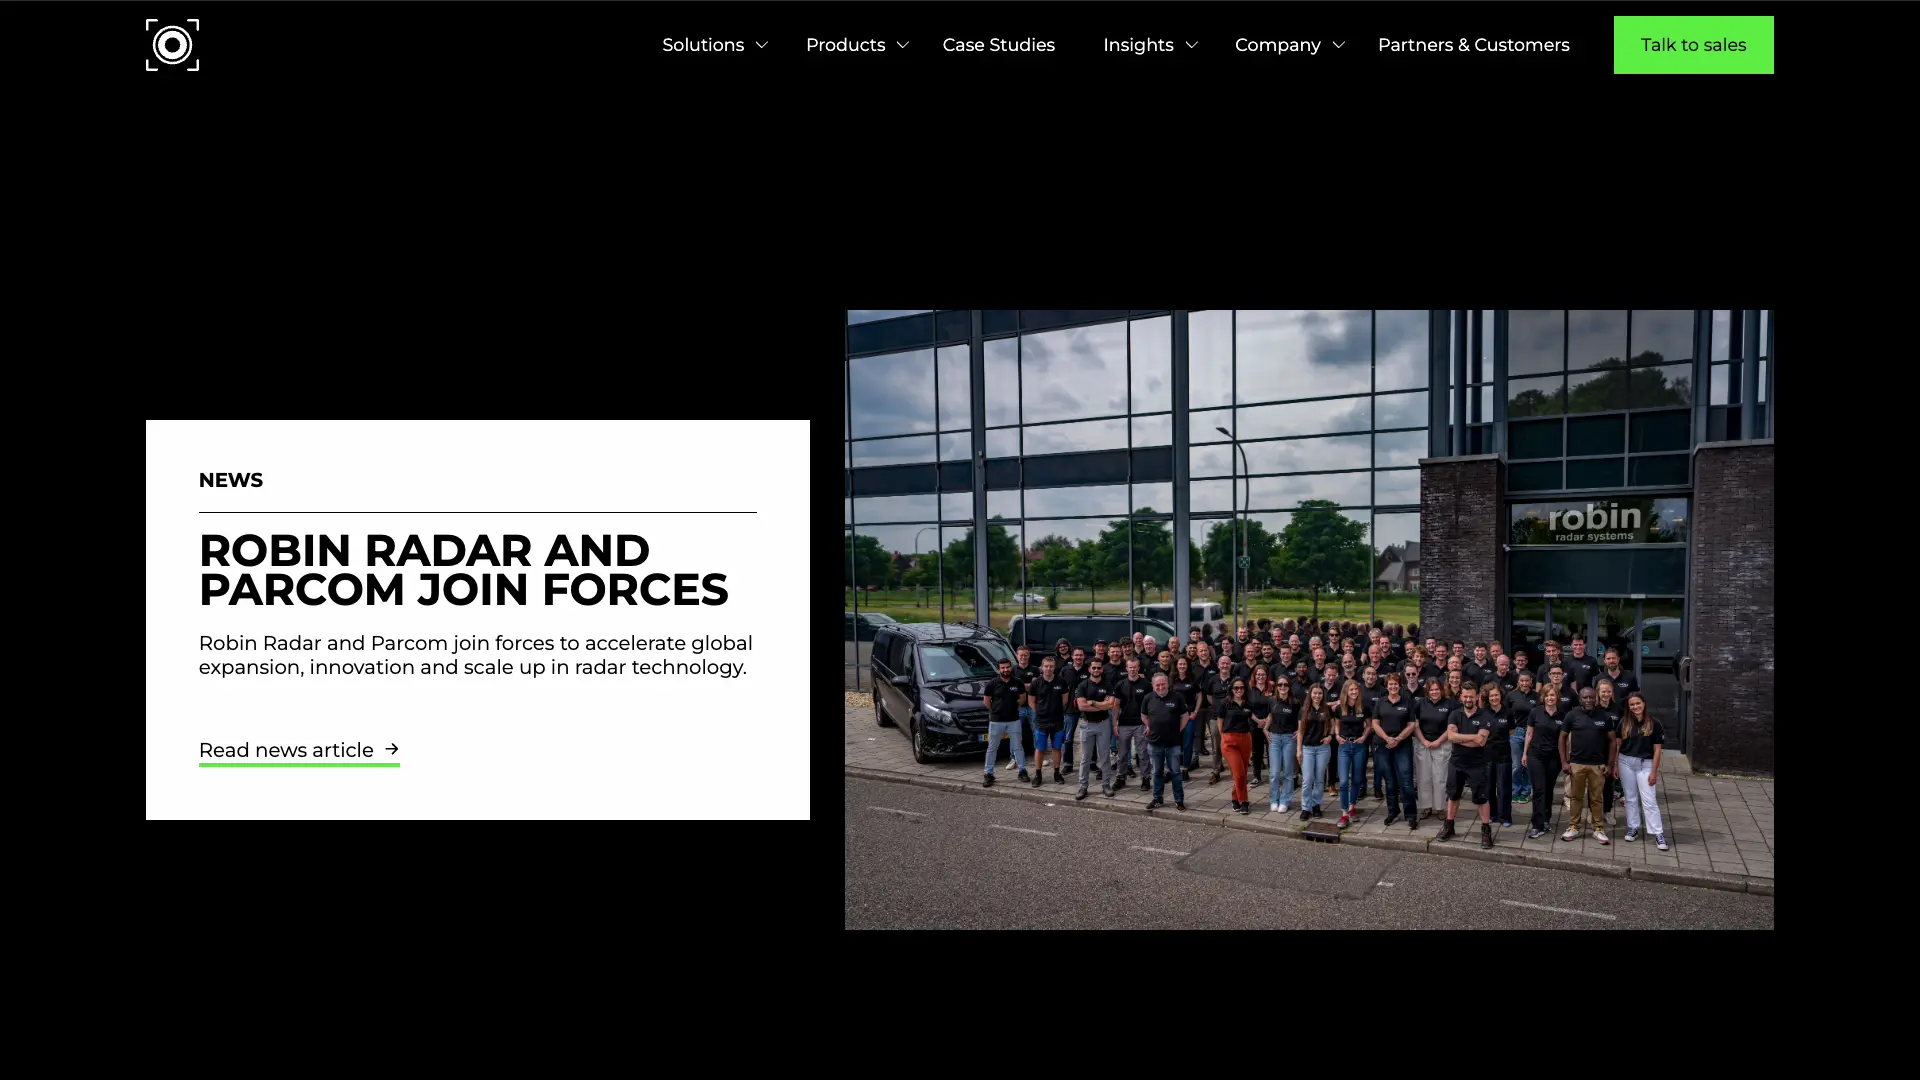 Solutions
Products
Case Studies
Insights
Company
Partners & Customers
Talk to sales
NEWS
ROBIN RADAR AND
PARCOM JOIN FORCES
Robin Radar and Parcom join forces to accelerate global
expansion, innovation and scale up in radar technology.
Read news article →
robin
radar systems